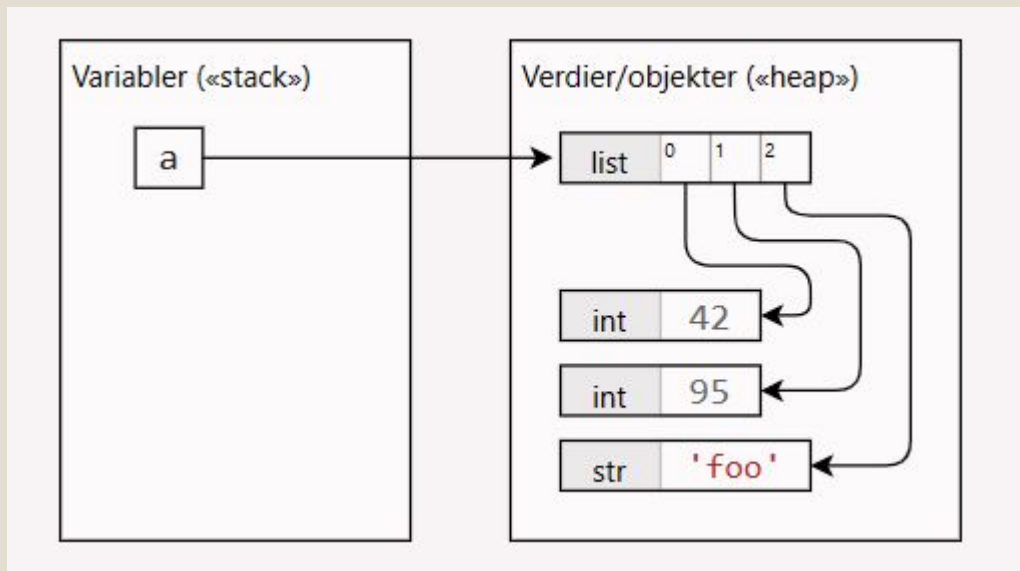 Variabler («stack»)
a
Verdier/objekter («heap»)
list 0 1 2
int 42
int 95
str 'foo'